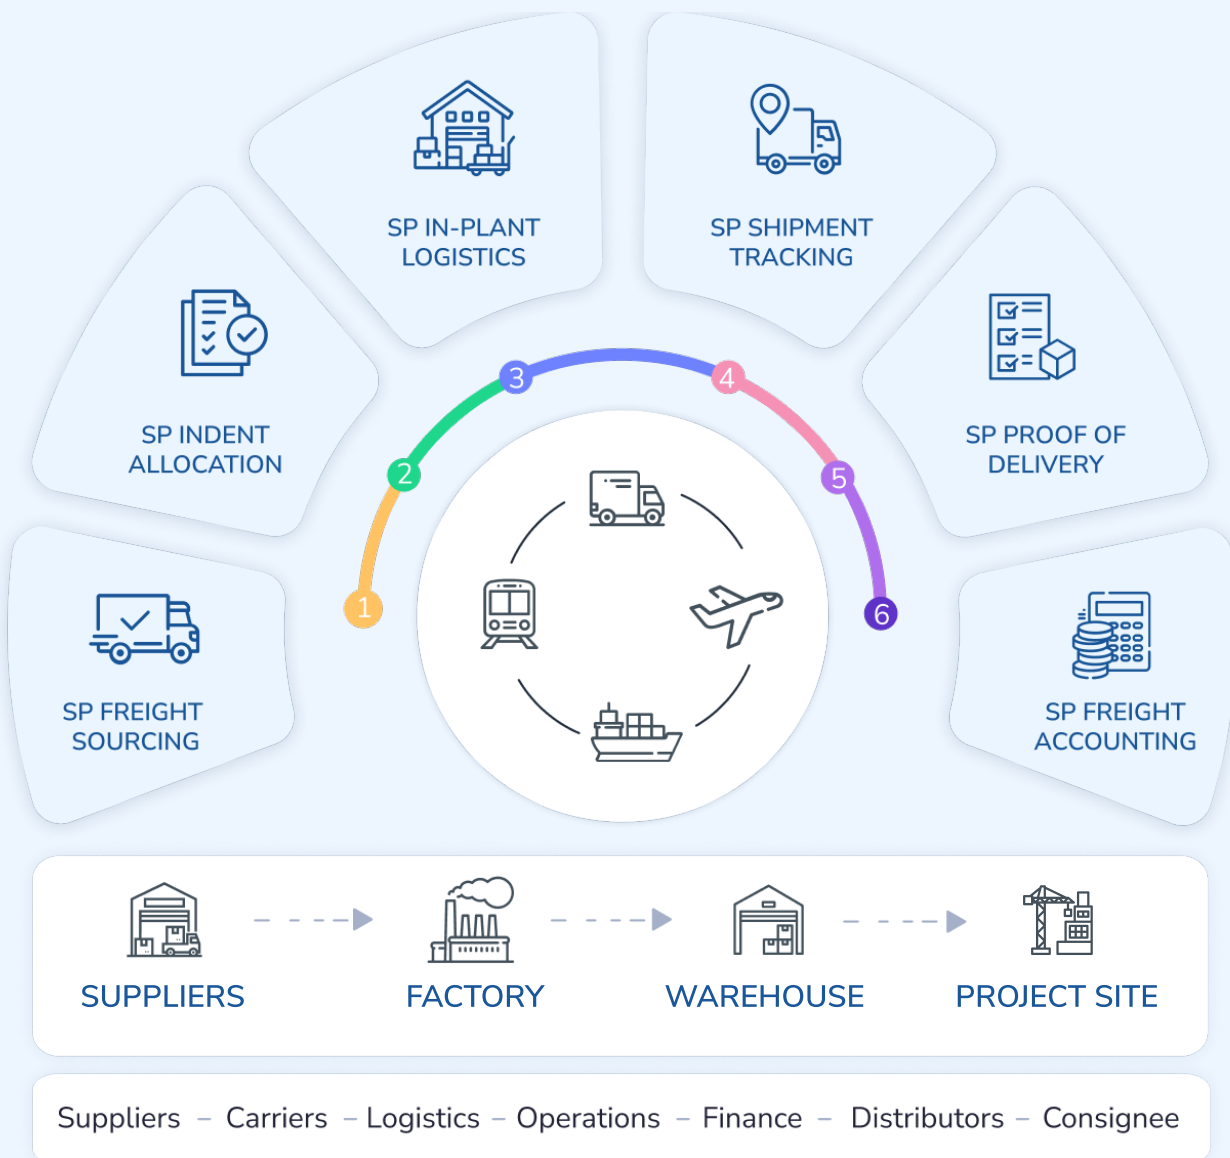 SP IN-PLANT
LOGISTICS
SP SHIPMENT
TRACKING
SP INDENT
ALLOCATION
SP PROOF OF
DELIVERY
SP FREIGHT
SOURCING
SP FREIGHT
ACCOUNTING
1
2
3
4
5
6
SUPPLIERS
FACTORY
WAREHOUSE
PROJECT SITE
Suppliers – Carriers – Logistics – Operations – Finance – Distributors – Consignee